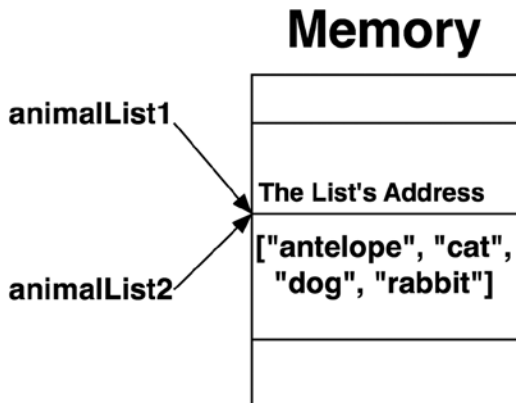 Memory
animalList1
The List's Address
["antelope", "cat",
"dog", "rabbit"]
animalList2